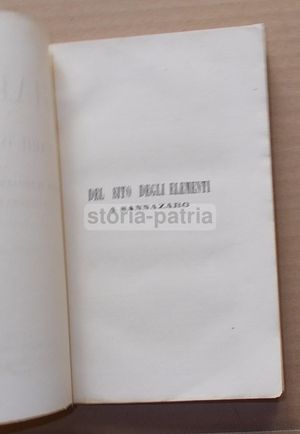 DEL SITO DEGLI ELEMENTI
A SANNAZARO
storia-patria